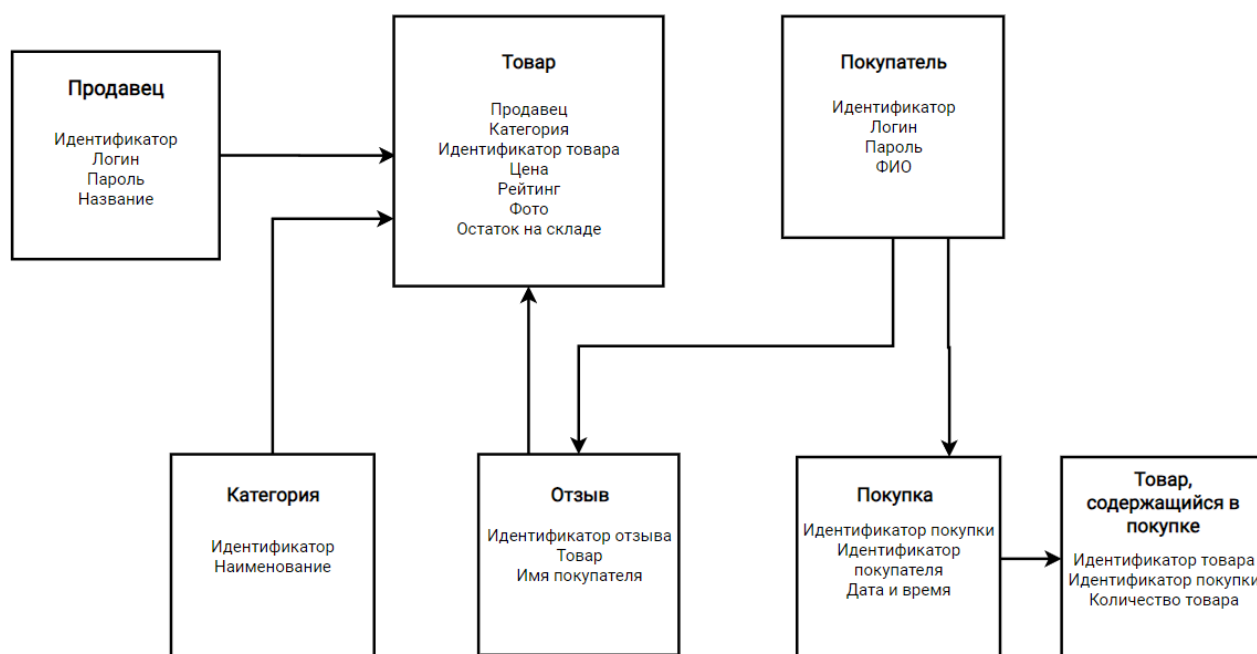 Продавец
Идентификатор
Логин
Пароль
Название
Товар
Продавец
Категория
Идентификатор товара
Цена
Рейтинг
Фото
Остаток на складе
Покупатель
Идентификатор
Логин
Пароль
ФИО
Категория
Идентификатор
Наименование
Отзыв
Идентификатор отзыва
Товар
Имя покупателя
Покупка
Идентификатор покупки
Идентификатор
покупателя
Дата и время
Товар,
содержащийся в
покупке
Идентификатор товара
Идентификатор покупки
Количество товара